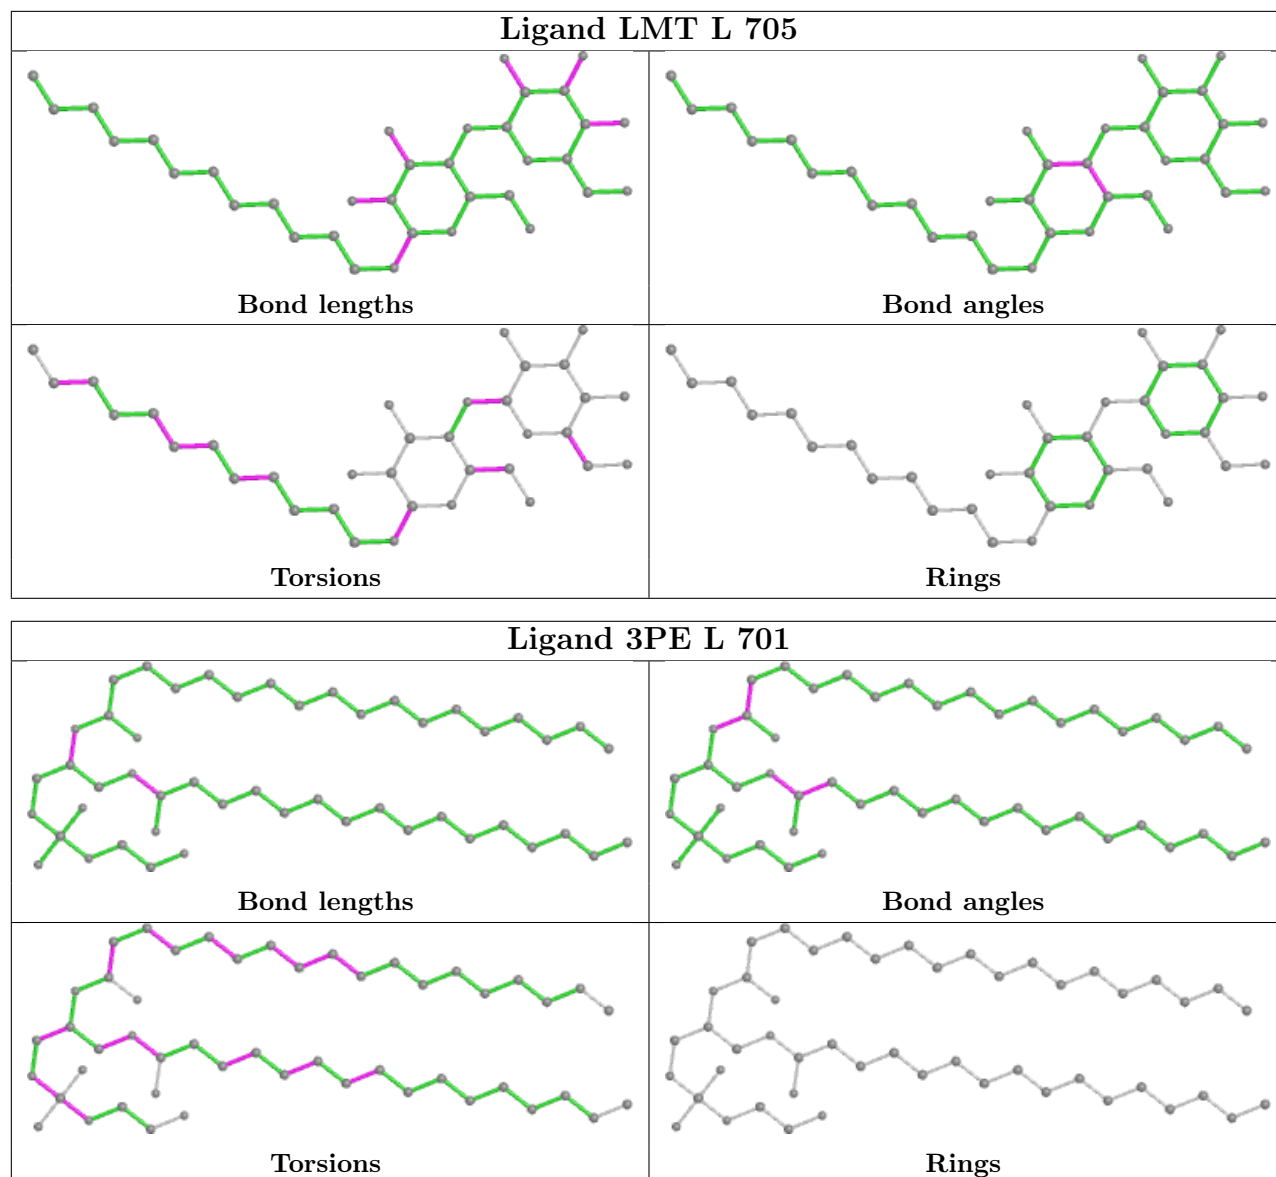 Ligand LMT L 705
Bond lengths
Bond angles
Torsions
Rings
Ligand 3PE L 701
Bond lengths
Bond angles
Torsions
Rings